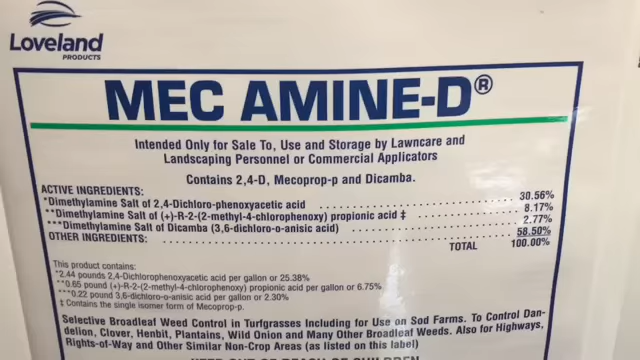 Loveland
PRODUCTS
MEC AMINE-D®
Intended Only for Sale To, Use and Storage by Lawncare and
Landscaping Personnel or Commercial Applicators
Contains 2,4-D, Mecoprop-p and Dicamba.
ACTIVE INGREDIENTS:
*Dimethylamine Salt of 2,4-Dichloro-phenoxyacetic acid 30.56%
**Dimethylamine Salt of (+)-R-2-(2-methyl-4-chlorophenoxy) propionic acid ‡ 8.17%
***Dimethylamine Salt of Dicamba (3,6-dichloro-o-anisic acid) 2.77%
OTHER INGREDIENTS: 58.50%
TOTAL 100.00%
This product contains:
*2.44 pounds 2,4-Dichlorophenoxyacetic acid per gallon or 25.38%
**0.65 pound (+)-R-2-(2-methyl-4-chlorophenoxy) propionic acid per gallon or 6.75%
***0.22 pound 3,6-dichloro-o-anisic acid per gallon or 2.30%
‡ Contains the single isomer form of Mecoprop-p.
Selective Broadleaf Weed Control in Turfgrasses Including for Use on Sod Farms. To Control Dan-
delion, Clover, Henbit, Plantains, Wild Onion and Many Other Broadleaf Weeds. Also for Highways,
Rights-of-Way and Other Similar Non-Crop Areas (as listed on this label)
KEEP OUT OF REACH OF CHILDREN